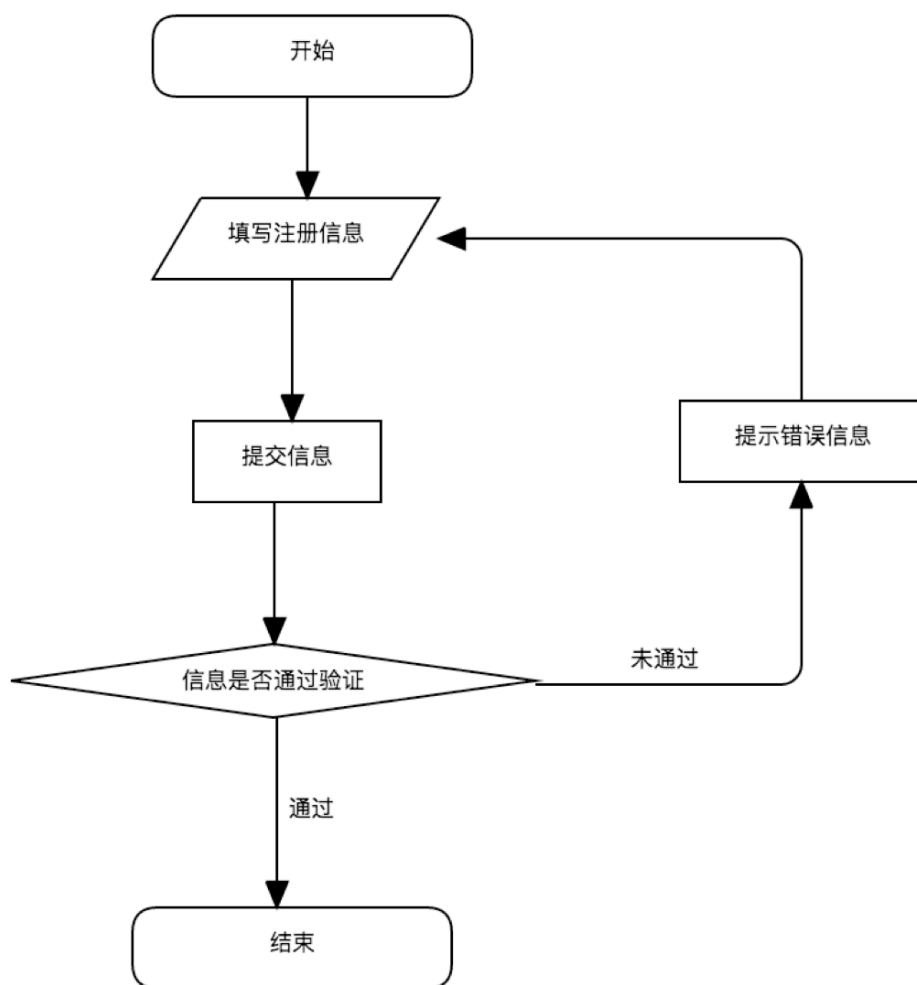 开始
填写注册信息
提交信息
提示错误信息
信息是否通过验证
未通过
通过
结束